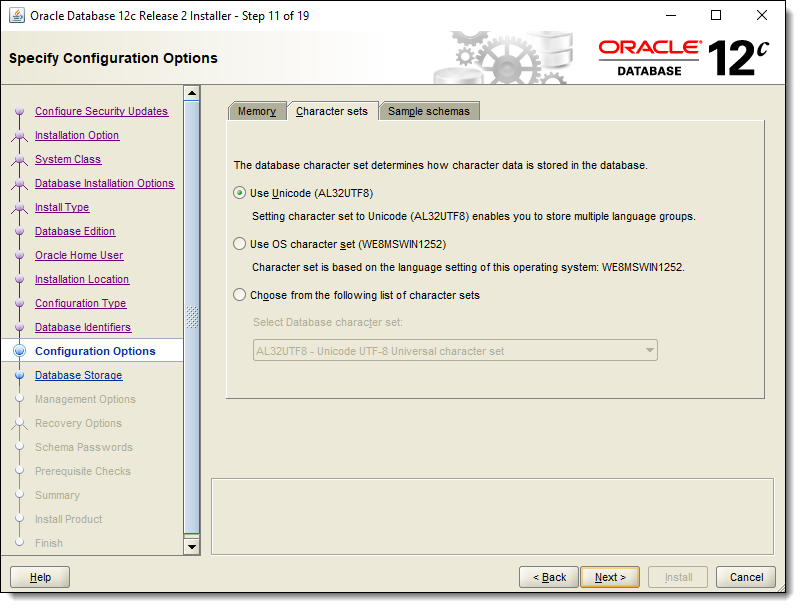 Oracle Database 12c Release 2 Installer - Step 11 of 19
Specify Configuration Options
ORACLE®
DATABASE
12c
Configure Security Updates
Installation Option
System Class
Database Installation Options
Install Type
Database Edition
Oracle Home User
Installation Location
Configuration Type
Database Identifiers
Configuration Options
Database Storage
Management Options
Recovery Options
Schema Passwords
Prerequisite Checks
Summary
Install Product
Finish
Memory Character sets Sample schemas
The database character set determines how character data is stored in the database.
Use Unicode (AL32UTF8)
Setting character set to Unicode (AL32UTF8) enables you to store multiple language groups.
Use OS character set (WE8MSWIN1252)
Character set is based on the language setting of this operating system: WE8MSWIN1252.
Choose from the following list of character sets
Select Database character set:
AL32UTF8 - Unicode UTF-8 Universal character set
Help < Back Next > Install Cancel